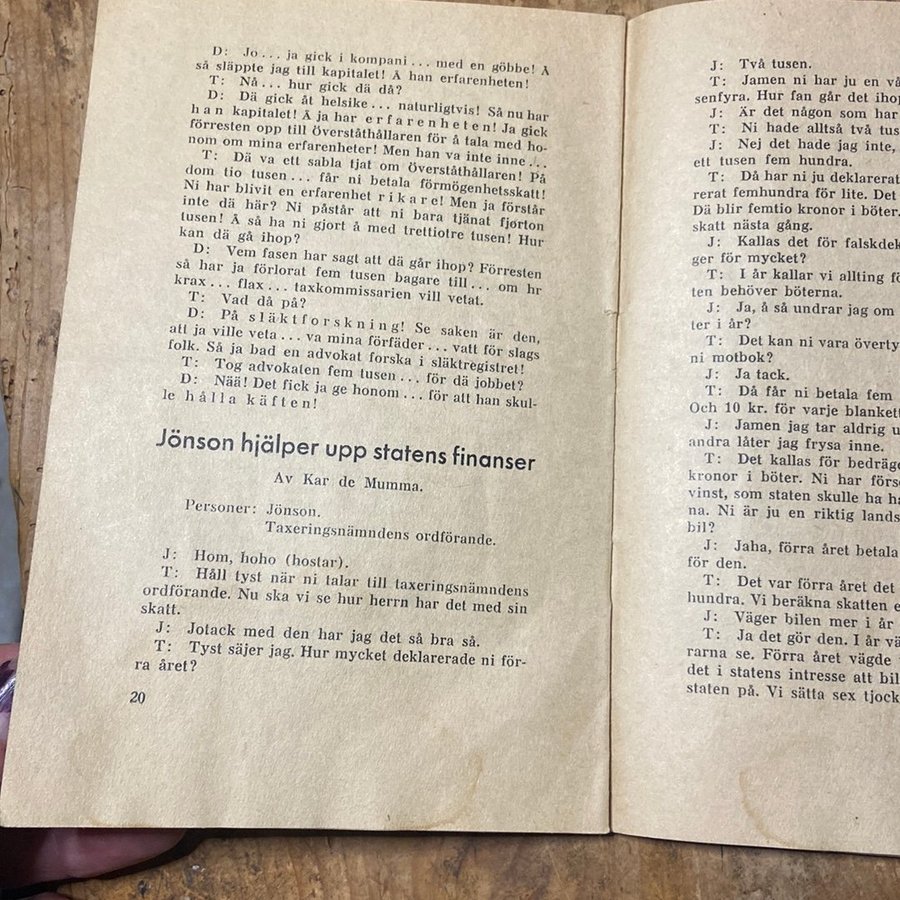 D: Jo... ja gick i kompani... med en göbbe! Å
så släppte jag till kapitalet! Å han erfarenheten!
T: Nå... hur gick då då?
D: Dä gick åt helsike... naturligtvis! Så nu har
han kapitalet! Å ja har erfarenheten! Ja gick
förresten opp till Överståthållaren för å tala med ho-
nom om mina erfarenheter! Men han va inte inne...
T: Dä va ett sabla tjat om Överståthållaren! På
dom tio tusen... får ni betala förmögenhetsskatt!
Ni har blivit en erfarenhet rikare! Men ja förstår
inte dä här? Ni påstår att ni bara tjänat fjørton
tusen! Å så ha ni gjort å med trettiotre tusen! Hur
kan dä gå ihop?
D: Vem fasen har sagt att dä går ihop? Förresten
så har ja förlorat fem tusen bagare till... om hr
krax... flax... taxkommissarien vill vetat.
T: Vad då på?
D: På släktforskning! Se saken är den,
att ja ville veta... va mina förfäder... vatt för slags
folk. Så ja bad en advokat forska i släktregistret!
T: Tog advokaten fem tusen... för dä jobbet?
D: Nää! Det fick ja ge honom... för att han skul-
le hålla käften!
Jönson hjälper upp statens finanser
Av Kar de Mumma.
Personer: Jönson.
Taxeringsnämndens ordförande.
J: Hom, hoho (hostar).
T: Håll tyst när ni talar till taxeringsnämndens
ordförande. Nu ska vi se hur herrn har det med sin
skatt.
J: Jotack med den har jag det så bra så.
T: Tyst säjer jag. Hur mycket deklarerade ni för-
ra året?
20
J: Två tusen.
T: Jamen ni har ju en vå
senfyra. Hur fan går det ihop
J: Är det någon som har
T: Ni hade alltså två tus
J: Nej det hade jag inte,
ett tusen fem hundra.
T: Då har ni ju deklarerat
rerat femhundra för lite. Det
Dä blir femtio kronor i böter.
skatt nästa gång.
J: Kallas det för falskdek
ger för mycket?
T: I år kallar vi allting fö
ten behöver böterna.
J: Ja, å så undrar jag om
ter i år?
T: Det kan ni vara överty
ni motbok?
J: Ja tack.
T: Då får ni betala fem
Och 10 kr. för varje blankett
J: Jamen jag tar aldrig u
andra låter jag frysa inne.
T: Det kallas för bedräge
kronor i böter. Ni har förs
vinst, som staten skulle ha h
na. Ni är ju en riktig lands
bil?
J: Jaha, förra året betala
för den.
T: Det var förra året det
hundra. Vi beräkna skatten e
J: Väger bilen mer i år
T: Ja det gör den. I år vä
rarna se. Förra året vägde
det i statens intresse att bil
staten på. Vi sätta sex tjock